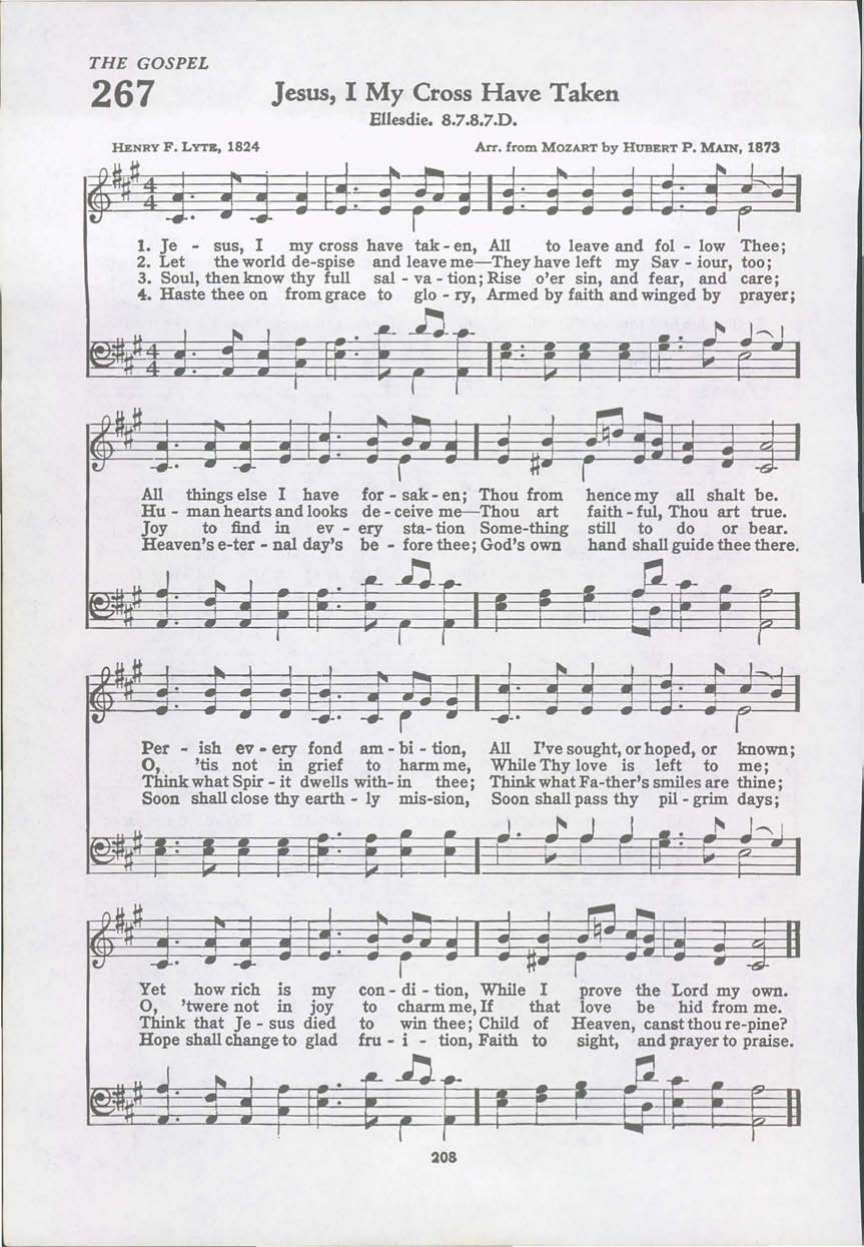 THE GOSPEL
267
Jesus, I My Cross Have Taken
Ellesdie. 8.7.8.7.D.
HENRY F. LYTE, 1824 Arr. from MOZART by HUBERT P. MAIN, 1873
4
4
1. Je - sus, I my cross have tak - en, All to leave and fol - low Thee;
2. Let the world de-spise and leave me—They have left my Sav - iour, too;
3. Soul, then know thy full sal - va - tion; Rise o'er sin, and fear, and care;
4. Haste thee on from grace to glo - ry, Armed by faith and winged by prayer;
4
4
All things else I have for - sak - en; Thou from hence my all shalt be.
Hu - man hearts and looks de - ceive me—Thou art faith - ful, Thou art true.
Joy to find in ev - ery sta- tion Some-thing still to do or bear.
Heaven's e-ter - nal day's be - fore thee; God's own hand shall guide thee there.
Per - ish ev - ery fond am - bi - tion, All I've sought, or hoped, or known;
O, 'tis not in grief to harm me, While Thy love is left to me;
Think what Spir - it dwells with-in thee; Think what Fa-ther's smiles are thine;
Soon shall close thy earth - ly mis-sion, Soon shall pass thy pil - grim days;
Yet how rich is my con - di - tion, While I prove the Lord my own.
O, 'twere not in joy to charm me, If that love be hid from me.
Think that Je - sus died to win thee; Child of Heaven, canst thou re-pine?
Hope shall change to glad fru - i - tion, Faith to sight, and prayer to praise.
208